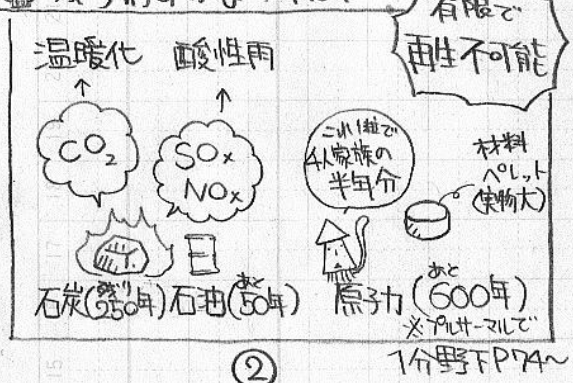 有限で
再生不可能
温暖化 酸性雨
↑ ↑
CO₂ SOx
NOx
これ1粒で
4人家族の
半年分
材料
ペレット
(実物大)
石炭(残り250年) 石油(あと50年) 原子力(あと600年)
※プルサーマルで
②
1分野下P74~